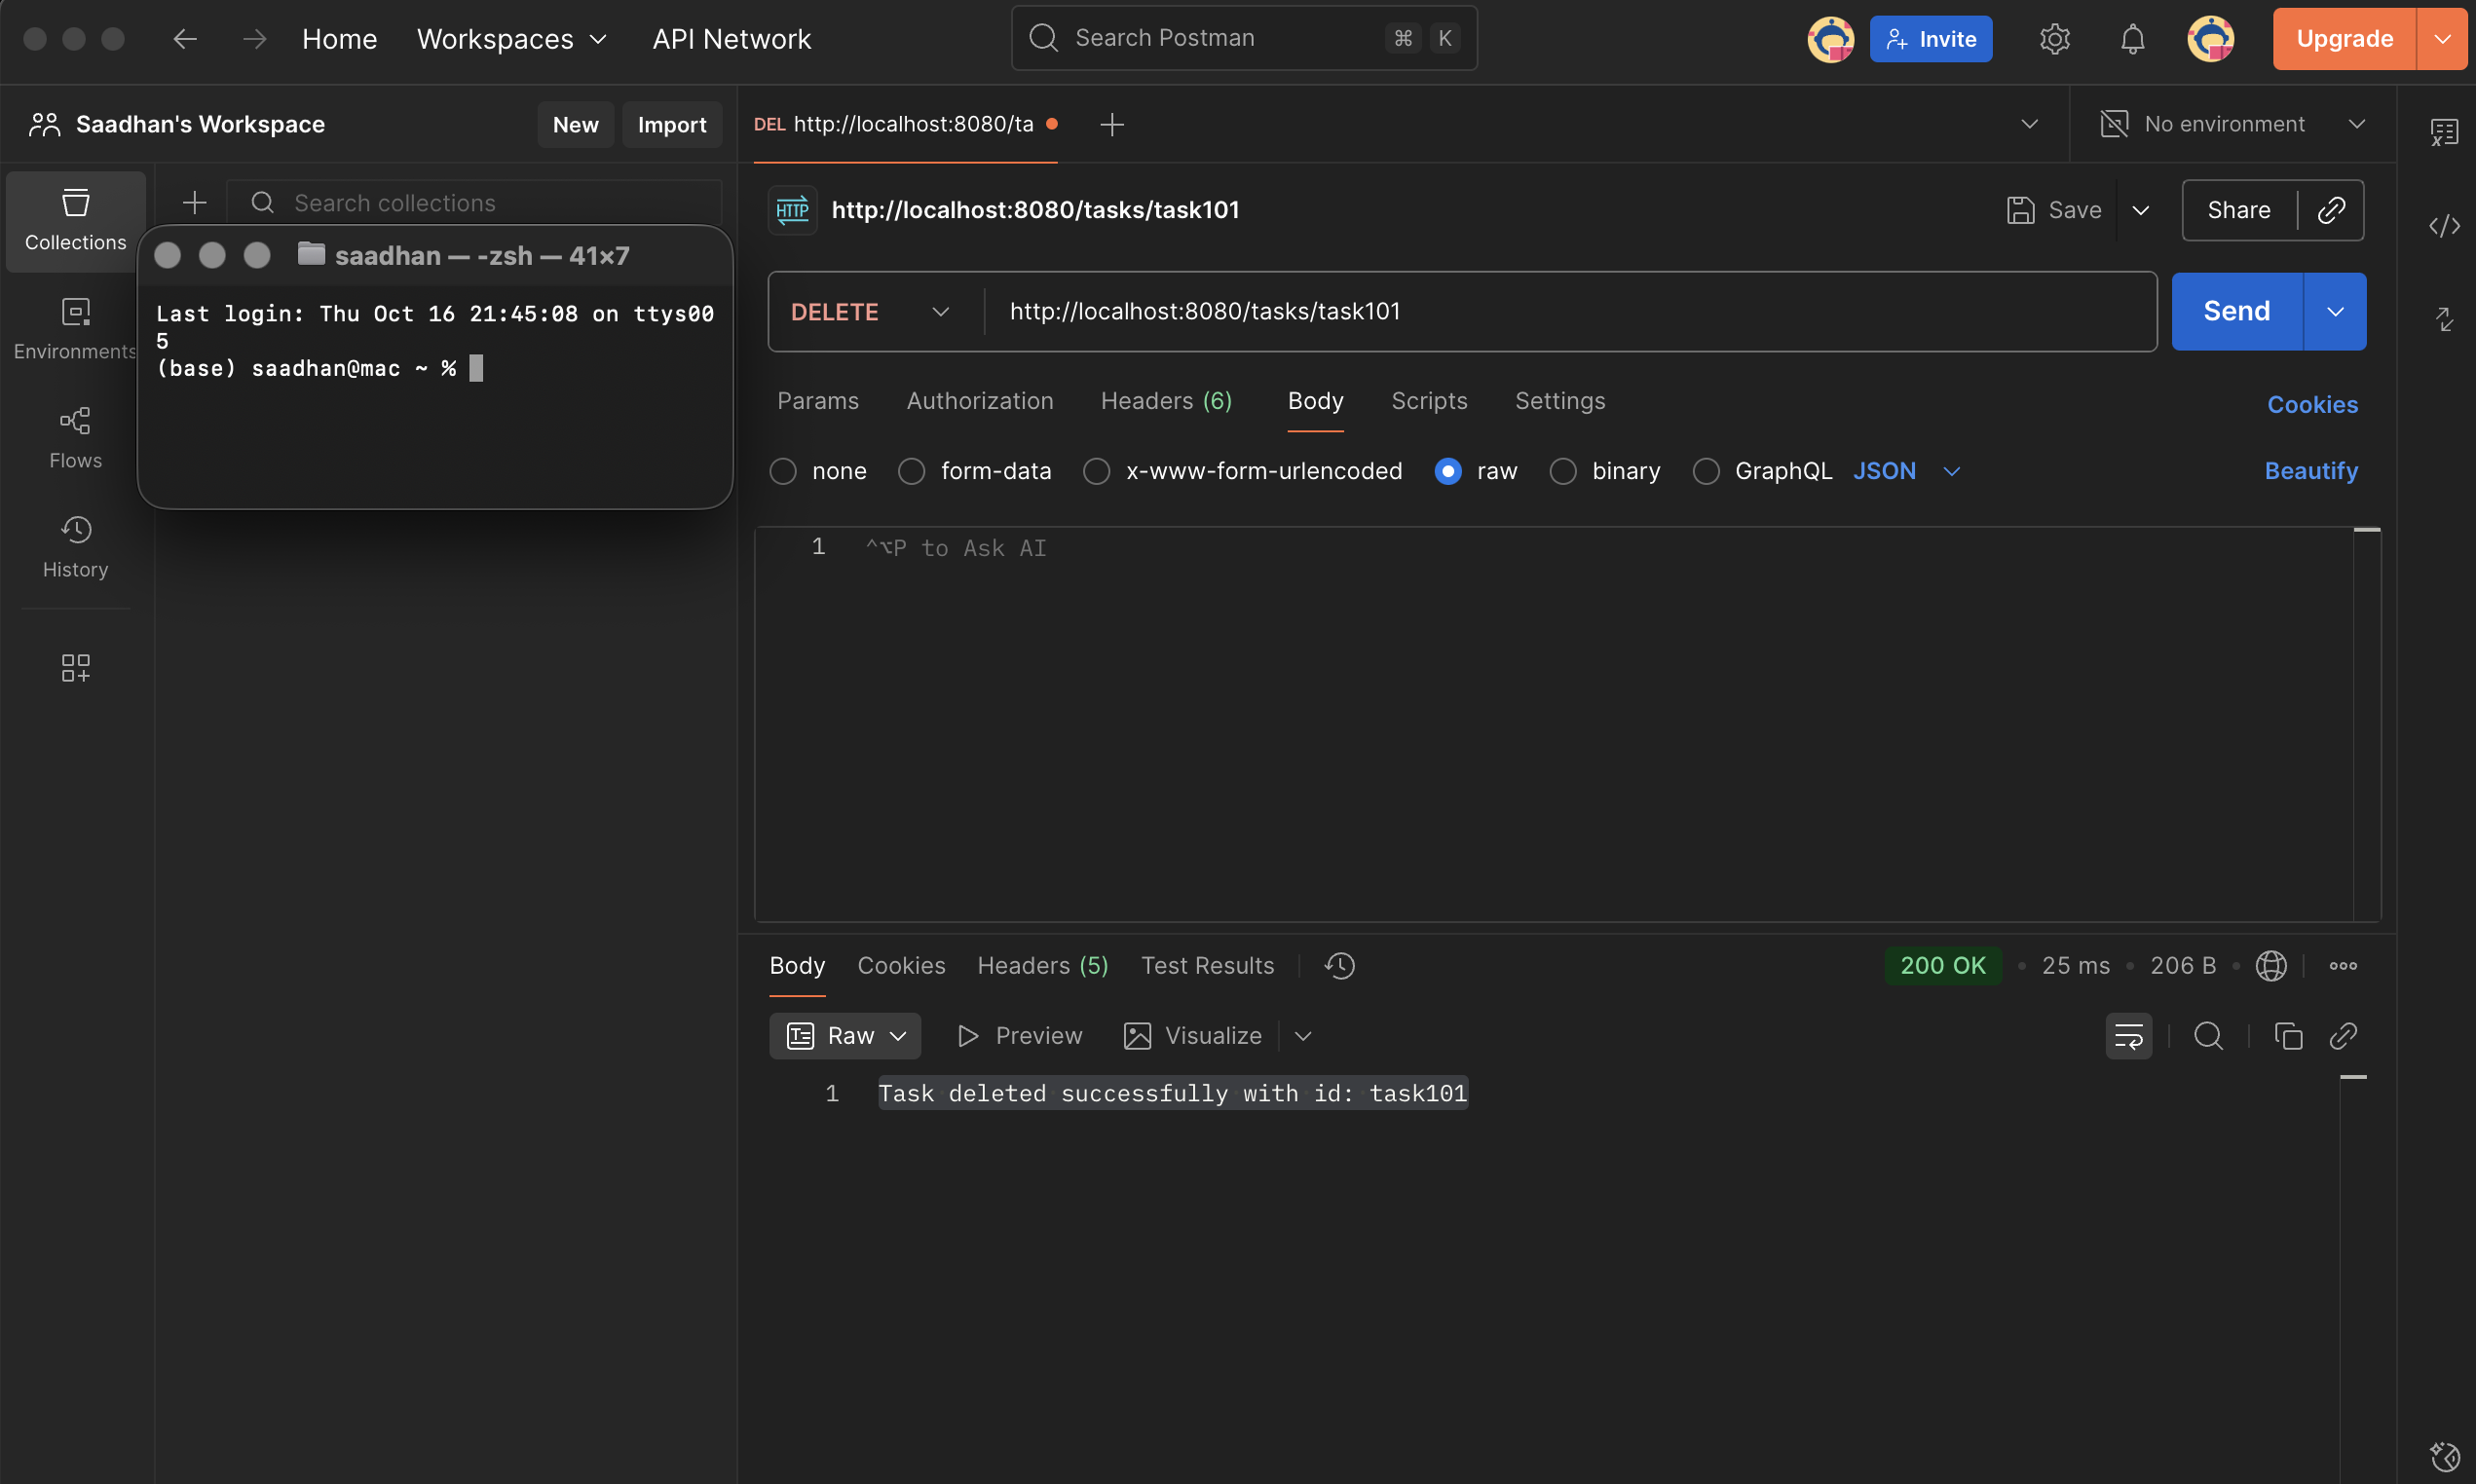 Home Workspaces API Network Search Postman ⌘ K Invite Upgrade
Saadhan's Workspace New Import
DEL http://localhost:8080/ta No environment
Collections
Environments
Flows
History
Search collections
saadhan — -zsh — 41×7
Last login: Thu Oct 16 21:45:08 on ttys00
5
(base) saadhan@mac ~ %
HTTP http://localhost:8080/tasks/task101 Save Share
DELETE http://localhost:8080/tasks/task101 Send
Params Authorization Headers (6) Body Scripts Settings Cookies
none form-data x-www-form-urlencoded raw binary GraphQL JSON Beautify
1 ⌃⌥P to Ask AI
Body Cookies Headers (5) Test Results 200 OK • 25 ms • 206 B •
Raw Preview Visualize
1 Task deleted successfully with id: task101